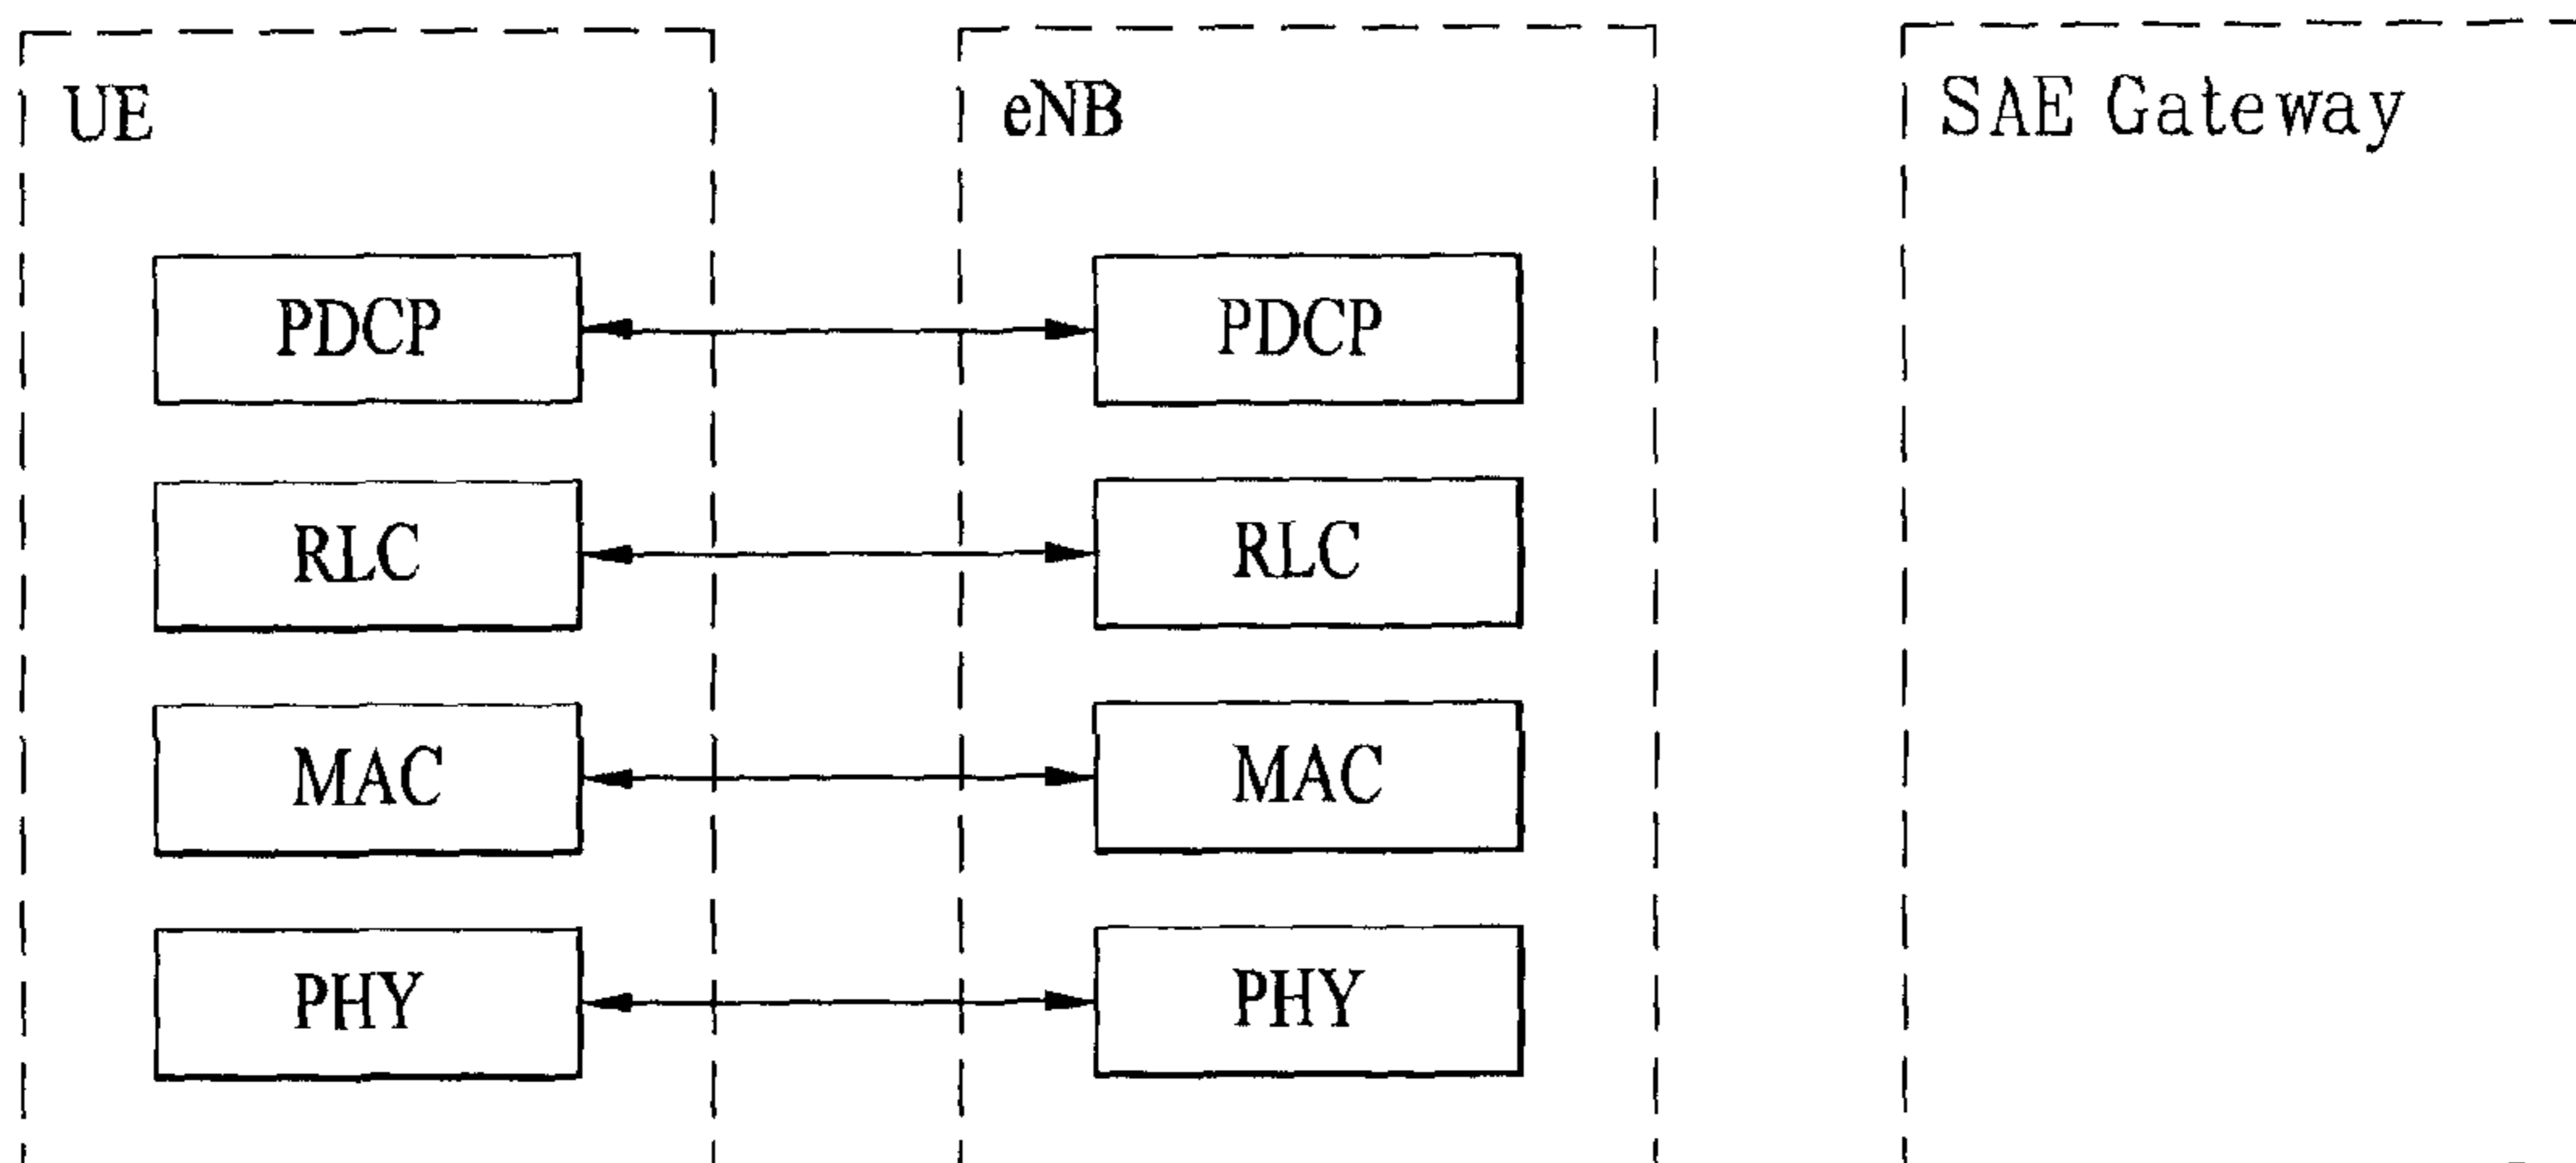 UE eNB SAE Gateway
PDCP PDCP
RLC RLC
MAC MAC
PHY PHY